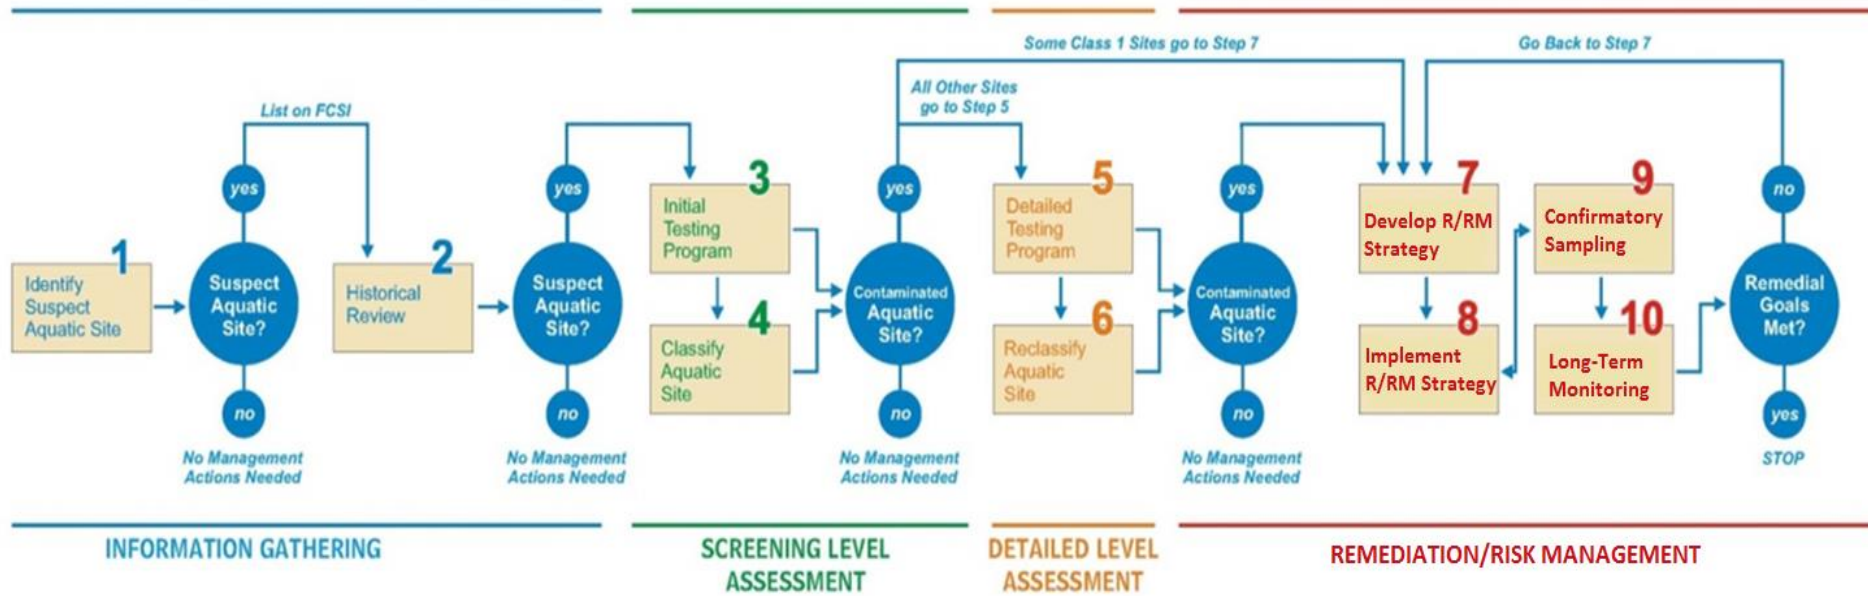 Some Class 1 Sites go to Step 7
Go Back to Step 7
All Other Sites
go to Step 5
List on FCSI
1
Identify
Suspect
Aquatic Site
yes
Suspect
Aquatic
Site?
no
No Management
Actions Needed
2
Historical
Review
yes
Suspect
Aquatic
Site?
no
No Management
Actions Needed
3
Initial
Testing
Program
4
Classify
Aquatic
Site
yes
Contaminated
Aquatic
Site?
no
No Management
Actions Needed
5
Detailed
Testing
Program
6
Reclassify
Aquatic
Site
yes
Contaminated
Aquatic
Site?
no
No Management
Actions Needed
7
Develop R/RM
Strategy
8
Implement
R/RM Strategy
9
Confirmatory
Sampling
10
Long-Term
Monitoring
no
Remedial
Goals
Met?
yes
STOP
INFORMATION GATHERING
SCREENING LEVEL
ASSESSMENT
DETAILED LEVEL
ASSESSMENT
REMEDIATION/RISK MANAGEMENT